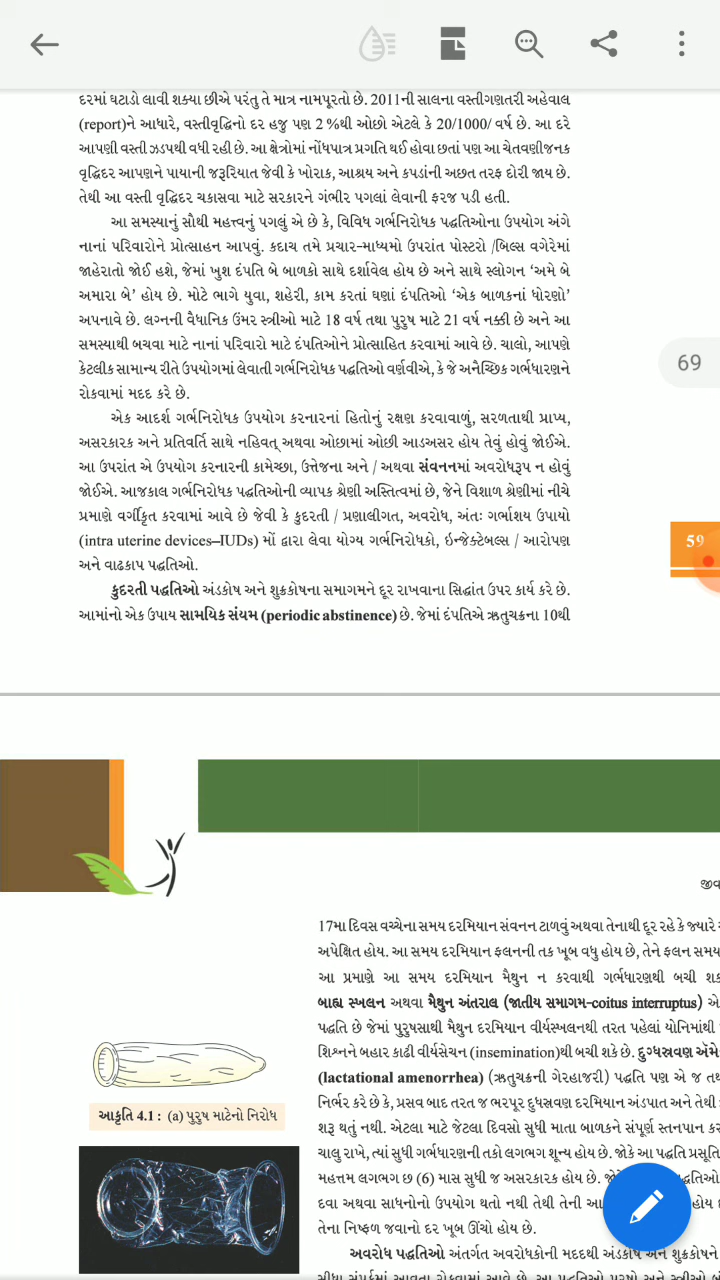 દરમાં ઘટાડો લાવી શક્યા છીએ પરંતુ તે માત્ર નામપૂરતો છે. 2011ની સાલના વસ્તીગણતરી અહેવાલ
(report)ને આધારે, વસ્તીવૃદ્ધિનો દર હજુ પણ 2 %થી ઓછો એટલે કે 20/1000/ વર્ષ છે. આ દરે
આપણી વસ્તી ઝડપથી વધી રહી છે. આ ક્ષેત્રોમાં નોંધપાત્ર પ્રગતિ થઈ હોવા છતાં પણ આ ચેતવણીજનક
વૃદ્ધિદર આપણને પાયાની જરૂરિયાત જેવી કે ખોરાક, આશ્રય અને કપડાંની અછત તરફ દોરી જાય છે.
તેથી આ વસ્તી વૃદ્ધિદર ચકાસવા માટે સરકારને ગંભીર પગલાં લેવાની ફરજ પડી હતી.
આ સમસ્યાનું સૌથી મહત્ત્વનું પગલું એ છે કે, વિવિધ ગર્ભનિરોધક પદ્ધતિઓના ઉપયોગ અંગે
નાનાં પરિવારોને પ્રોત્સાહન આપવું. કદાચ તમે પ્રચાર-માધ્યમો ઉપરાંત પોસ્ટરો /બિલ્સ વગેરેમાં
જાહેરાતો જોઈ હશે, જેમાં ખુશ દંપતિ બે બાળકો સાથે દર્શાવેલ હોય છે અને સાથે સ્લોગન ‘અમે બે
અમારા બે’ હોય છે. મોટે ભાગે યુવા, શહેરી, કામ કરતાં ઘણાં દંપતિઓ ‘એક બાળકનાં ધોરણો’
અપનાવે છે. લગ્નની વૈધાનિક ઉંમર સ્ત્રીઓ માટે 18 વર્ષ તથા પુરુષ માટે 21 વર્ષ નક્કી છે અને આ
સમસ્યાથી બચવા માટે નાનાં પરિવારો માટે દંપતિઓને પ્રોત્સાહિત કરવામાં આવે છે. ચાલો, આપણે
કેટલીક સામાન્ય રીતે ઉપયોગમાં લેવાતી ગર્ભનિરોધક પદ્ધતિઓ વર્ણવીએ, કે જે અનૈચ્છિક ગર્ભધારણને
રોકવામાં મદદ કરે છે.
69
એક આદર્શ ગર્ભનિરોધક ઉપયોગ કરનારનાં હિતોનું રક્ષણ કરવાવાળું, સરળતાથી પ્રાપ્ય,
અસરકારક અને પ્રતિવર્તિ સાથે નહિવત્ અથવા ઓછામાં ઓછી આડઅસર હોય તેવું હોવું જોઈએ.
આ ઉપરાંત એ ઉપયોગ કરનારની કામેચ્છા, ઉત્તેજના અને / અથવા સંવનનમાં અવરોધરૂપ ન હોવું
જોઈએ. આજકાલ ગર્ભનિરોધક પદ્ધતિઓની વ્યાપક શ્રેણી અસ્તિત્વમાં છે, જેને વિશાળ શ્રેણીમાં નીચે
પ્રમાણે વર્ગીકૃત કરવામાં આવે છે જેવી કે કુદરતી / પ્રણાલીગત, અવરોધ, અંતઃ ગર્ભાશય ઉપાયો
(intra uterine devices–IUDs) મોં દ્વારા લેવા યોગ્ય ગર્ભનિરોધકો, ઇન્જેક્ટેબલ્સ / આરોપણ
અને વાઢકાપ પદ્ધતિઓ.
59
કુદરતી પદ્ધતિઓ અંડકોષ અને શુક્રકોષના સમાગમને દૂર રાખવાના સિદ્ધાંત ઉપર કાર્ય કરે છે.
આમાંનો એક ઉપાય સામયિક સંયમ (periodic abstinence) છે. જેમાં દંપતિએ ઋતુચક્રના 10થી
17મા દિવસ વચ્ચેના સમય દરમિયાન સંવનન ટાળવું અથવા તેનાથી દૂર રહે કે જ્યારે
અપેક્ષિત હોય. આ સમય દરમિયાન ફલનની તક ખૂબ વધુ હોય છે, તેને ફલન સમય
આ પ્રમાણે આ સમય દરમિયાન મૈથુન ન કરવાથી ગર્ભધારણથી બચી
બાહ્ય સ્ખલન અથવા મૈથુન અંતરાલ (જાતીય સમાગમ-coitus interruptus) એ
પદ્ધતિ છે જેમાં પુરુષસાથી મૈથુન દરમિયાન વીર્યસ્ખલનથી તરત પહેલાં યોનિમાંથી
શિશ્નને બહાર કાઢી વીર્યસેચન (insemination)થી બચી શકે છે. દુગ્ધસ્રવણ
(lactational amenorrhea) (ઋતુચક્રની ગેરહાજરી) પદ્ધતિ પણ એ જ
નિર્ભર કરે છે કે, પ્રસવ બાદ તરત જ ભરપૂર દુધસ્રવણ દરમિયાન અંડપાત અને તેથી
શરૂ થતું નથી. એટલા માટે જેટલા દિવસો સુધી માતા બાળકને સંપૂર્ણ સ્તનપાન
ચાલુ રાખે, ત્યાં સુધી ગર્ભધારણની તકો લગભગ શૂન્ય હોય છે. જોકે આ પદ્ધતિ
મહત્તમ લગભગ છ (6) માસ સુધી જ અસરકારક હોય છે.
દવા અથવા સાધનોનો ઉપયોગ થતો નથી તેથી તેની હોય
તેના નિષ્ફળ જવાનો દર ખૂબ ઊંચો હોય છે.
અવરોધ પદ્ધતિઓ અંતર્ગત અવરોધકોની મદદથી અંડકોષ અને શુક્રકોષને
આકૃતિ 4.1 : (a) પુરુષ માટેનો નિરોધ